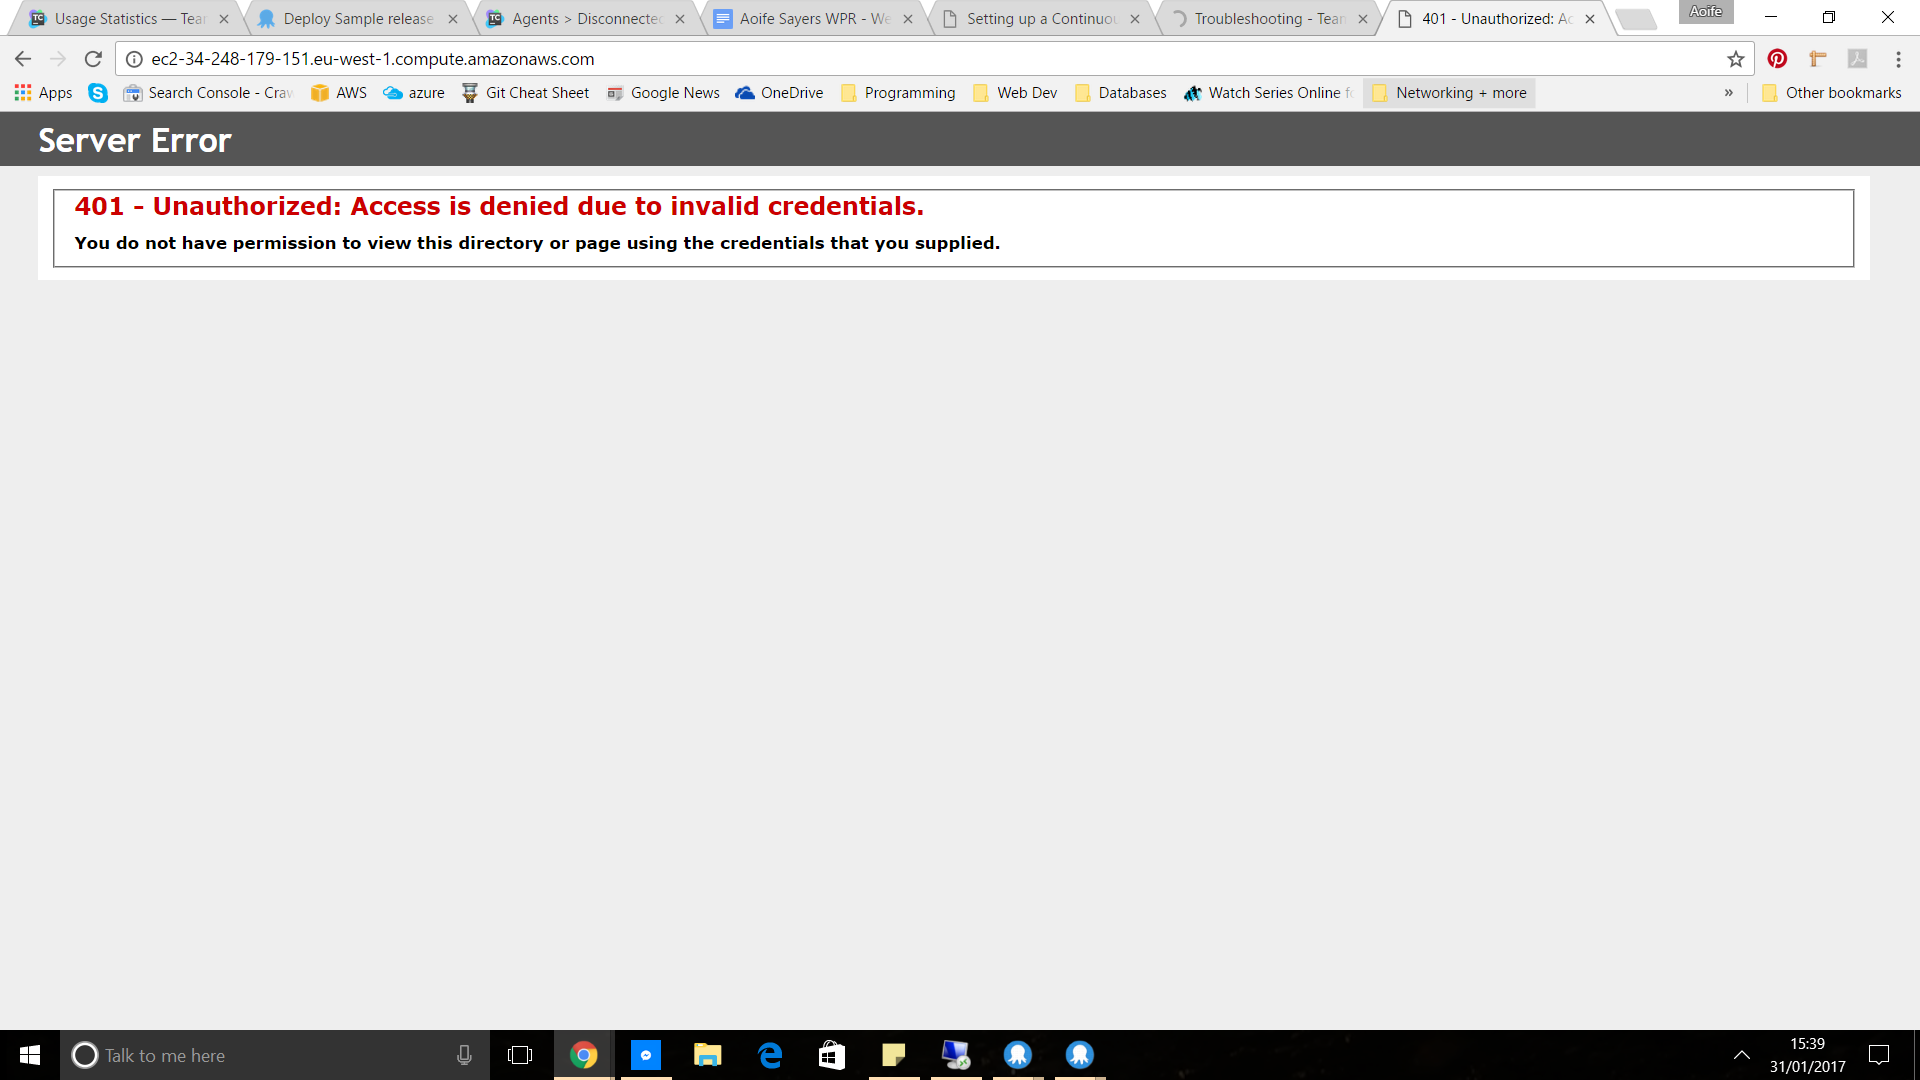 Usage Statistics — Tear
Deploy Sample release
Agents > Disconnected
Aoife Sayers WPR - We
Setting up a Continuou
Troubleshooting - Tean
401 - Unauthorized: Ac
Aoife
ec2-34-248-179-151.eu-west-1.compute.amazonaws.com
Apps
Search Console - Craw
AWS
azure
Git Cheat Sheet
Google News
OneDrive
Programming
Web Dev
Databases
Watch Series Online fo
Networking + more
»
Other bookmarks
Server Error
401 - Unauthorized: Access is denied due to invalid credentials.
You do not have permission to view this directory or page using the credentials that you supplied.
Talk to me here
15:39
31/01/2017